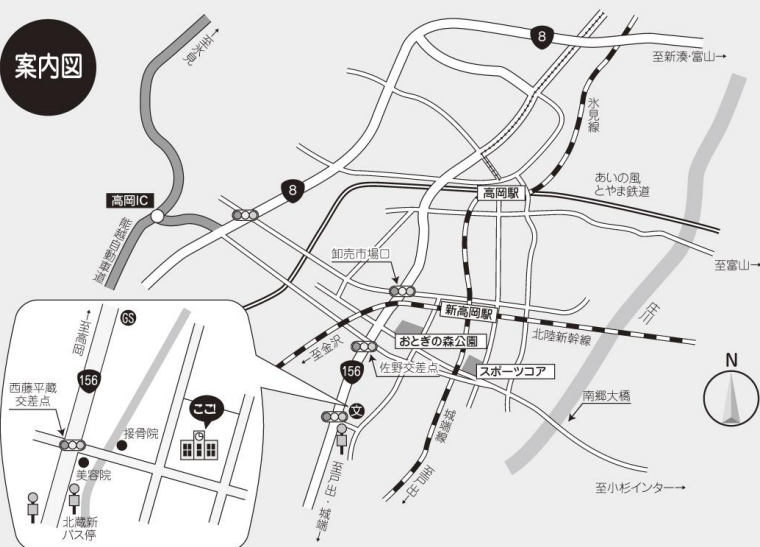 案内図
至氷見
8
至新湊・富山
氷見線
高岡IC
8
あいの風
とやま鉄道
高岡駅
能越自動車道
至富山
卸売市場口
庄川
新高岡駅
北陸新幹線
至金沢
おとぎの森公園
156
佐野交差点
スポーツコア
N
文
城端線
南郷大橋
至戸出・城端
至戸出
至小杉インター
至高岡
GS
156
西藤平蔵
交差点
ここ!
接骨院
美容院
北蔵新
バス停